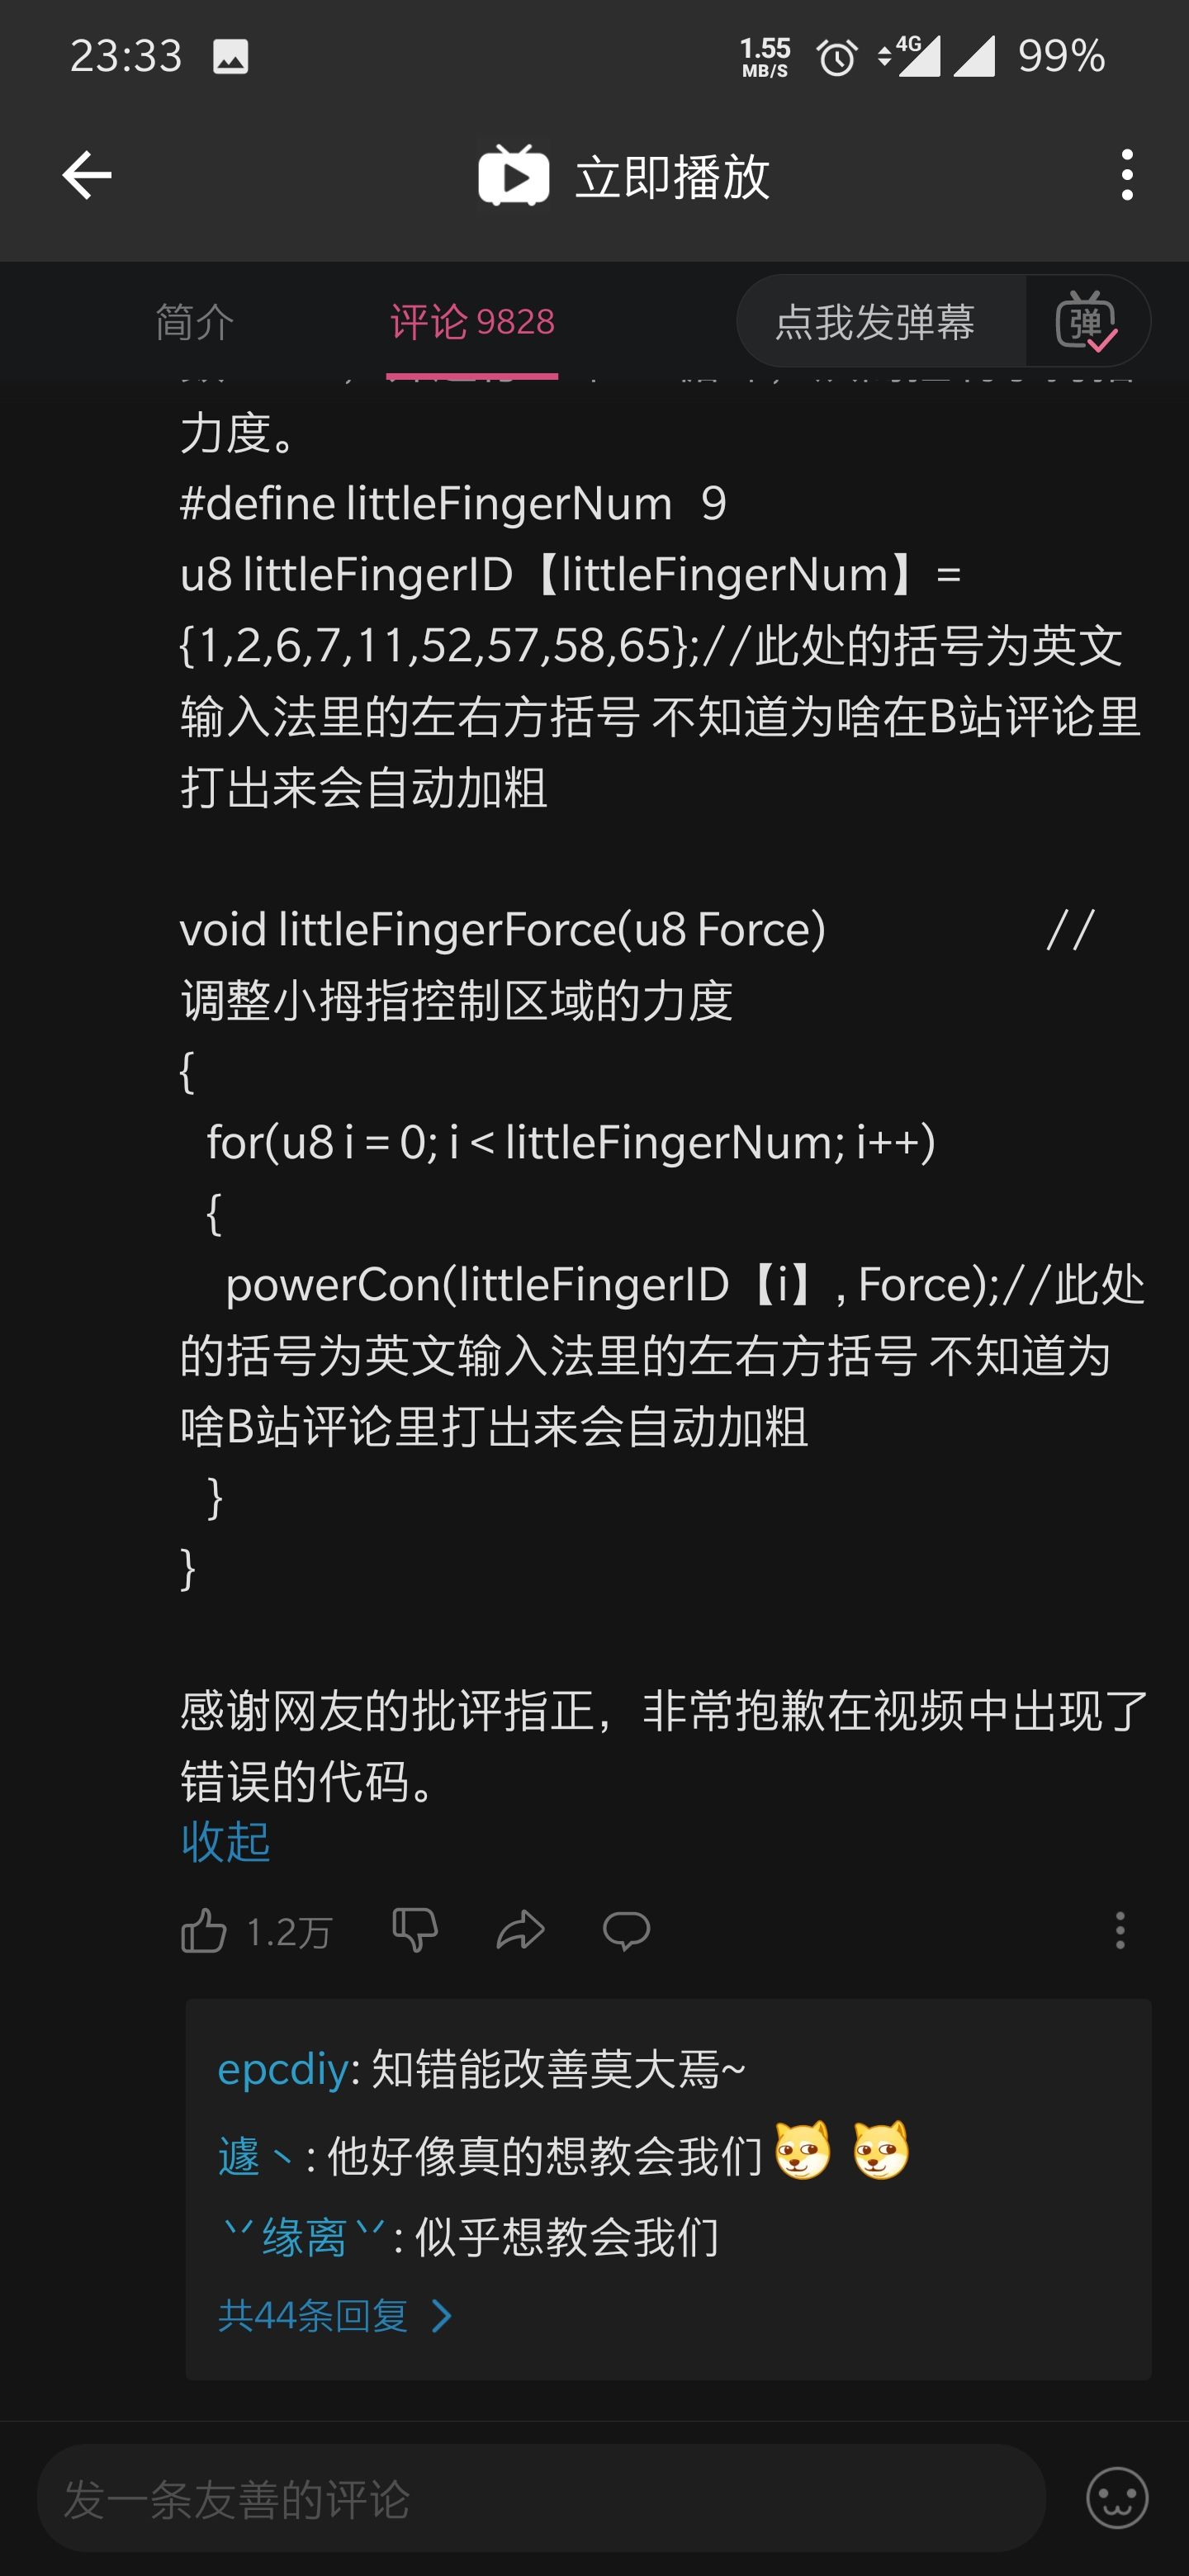 23:33
1.55
MB/S
4G
99%
立即播放
简介
评论 9828
点我发弹幕
弹
力度。
#define littleFingerNum 9
u8 littleFingerID【littleFingerNum】=
{1,2,6,7,11,52,57,58,65};//此处的括号为英文
输入法里的左右方括号 不知道为啥在B站评论里
打出来会自动加粗
void littleFingerForce(u8 Force) //
调整小拇指控制区域的力度
{
for(u8 i = 0; i < littleFingerNum; i++)
{
powerCon(littleFingerID【i】, Force);//此处
的括号为英文输入法里的左右方括号 不知道为
啥B站评论里打出来会自动加粗
}
}
感谢网友的批评指正，非常抱歉在视频中出现了
错误的代码。
收起
1.2万
epcdiy: 知错能改善莫大焉~
遽丶: 他好像真的想教会我们
丷缘离丷: 似乎想教会我们
共44条回复
发一条友善的评论